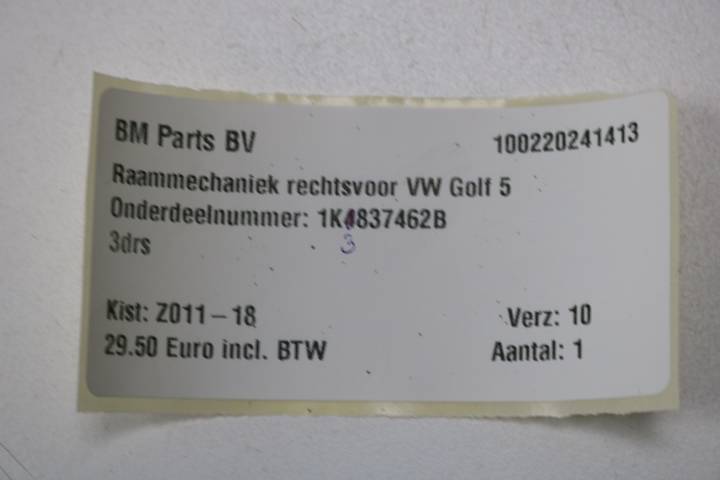 BM Parts BV
100220241413
Raammechaniek rechtsvoor VW Golf 5
Onderdeelnummer: 1K4837462B
3drs
3
Kist: Z011-18
Verz: 10
29.50 Euro incl. BTW
Aantal: 1